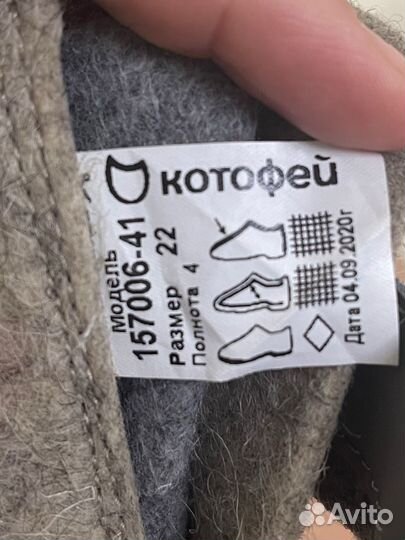 котофей
Модель
157006-41
Размер 22
Полнота 4
Дата 04.09.2020г
Avito